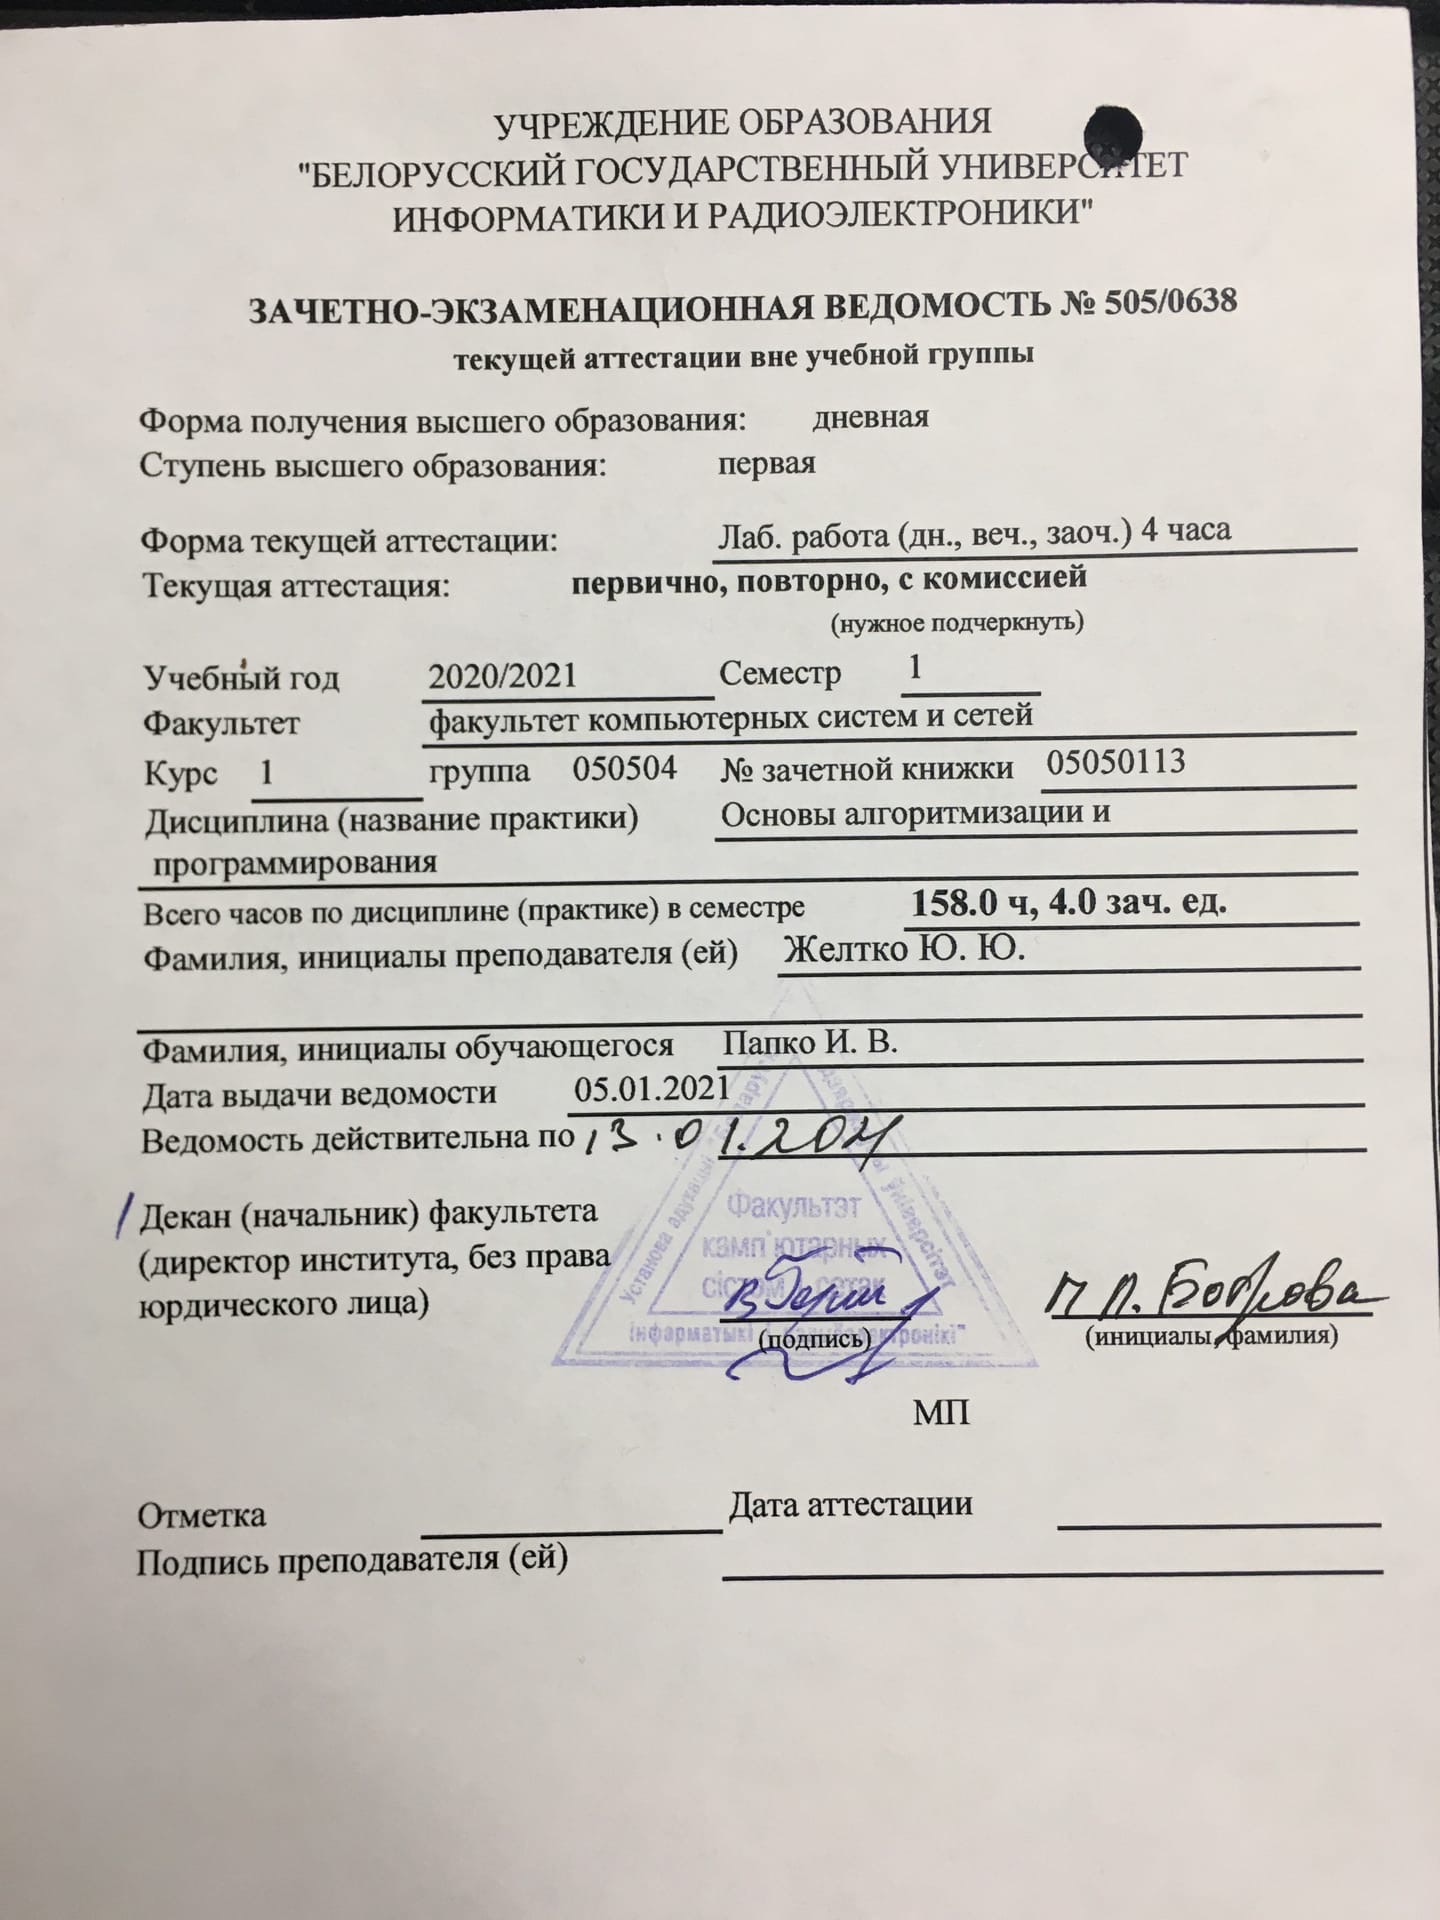 УЧРЕЖДЕНИЕ ОБРАЗОВАНИЯ
"БЕЛОРУССКИЙ ГОСУДАРСТВЕННЫЙ УНИВЕРСИТЕТ
ИНФОРМАТИКИ И РАДИОЭЛЕКТРОНИКИ"
ЗАЧЕТНО-ЭКЗАМЕНАЦИОННАЯ ВЕДОМОСТЬ № 505/0638
текущей аттестации вне учебной группы
Форма получения высшего образования: дневная
Ступень высшего образования: первая
Форма текущей аттестации: Лаб. работа (дн., веч., заоч.) 4 часа
Текущая аттестация: первично, повторно, с комиссией
(нужное подчеркнуть)
Учебный год 2020/2021 Семестр 1
Факультет факультет компьютерных систем и сетей
Курс 1 группа 050504 № зачетной книжки 05050113
Дисциплина (название практики) Основы алгоритмизации и
программирования
Всего часов по дисциплине (практике) в семестре 158.0 ч, 4.0 зач. ед.
Фамилия, инициалы преподавателя (ей) Желтко Ю. Ю.
Фамилия, инициалы обучающегося Папко И. В.
Дата выдачи ведомости 05.01.2021
Ведомость действительна по 13.01.2021
Декан (начальник) факультета
(директор института, без права
юрдического лица)
Установа адукацыі "Беларускі дзяржаўны ўніверсітэт
інфарматыкі і радыёэлектронікі"
Факультэт
камп'ютарных
сістэм і сетак
Боброва
(подпись) (инициалы, фамилия)
МП
Отметка Дата аттестации
Подпись преподавателя (ей)